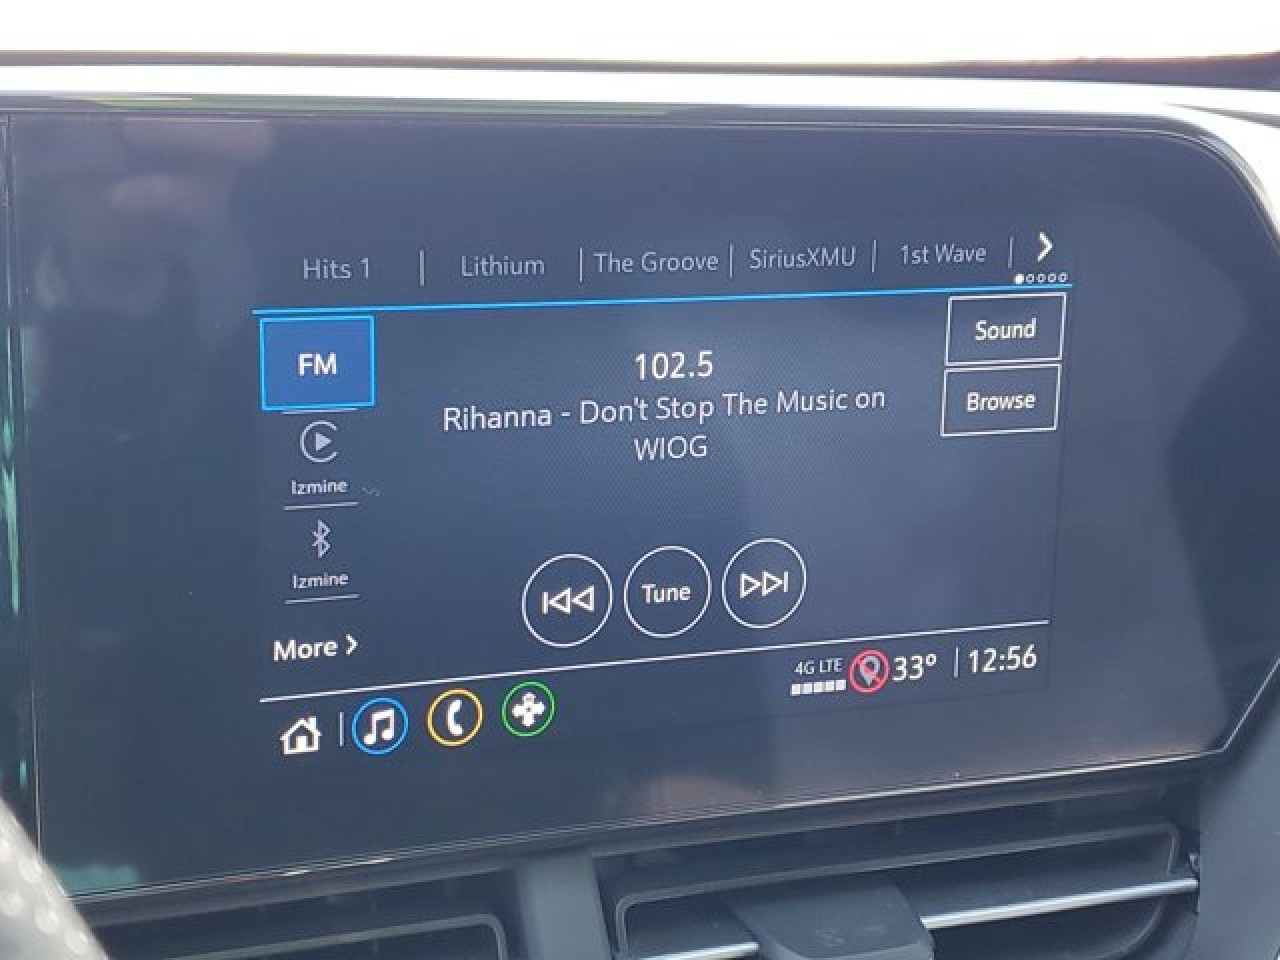 Hits 1 | Lithium | The Groove | SiriusXMU | 1st Wave |
FM
Sound
102.5
Browse
Rihanna - Don't Stop The Music on
WIOG
Izmine
Izmine
Tune
More
4G LTE
33° | 12:56